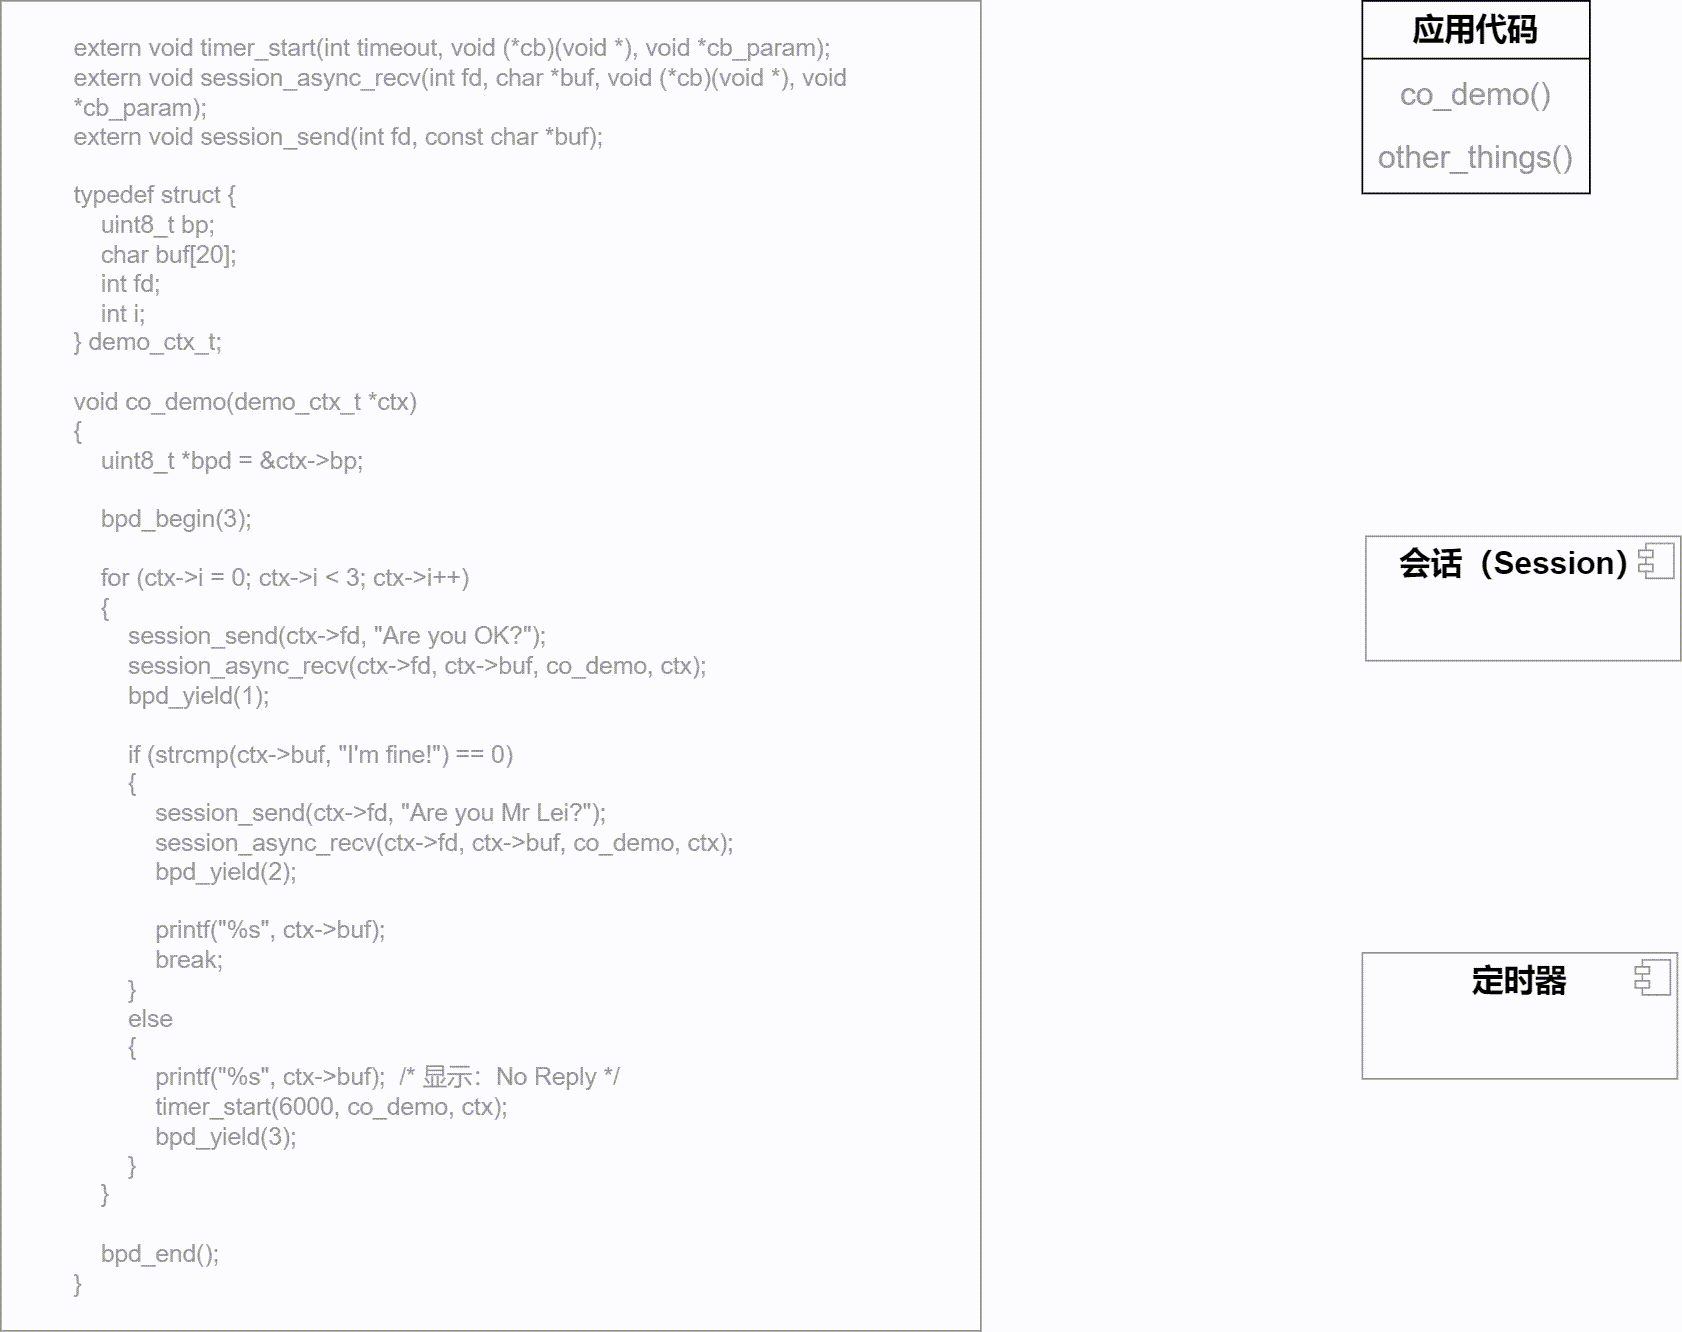 extern void timer_start(int timeout, void (*cb)(void *), void *cb_param);
extern void session_async_recv(int fd, char *buf, void (*cb)(void *), void
*cb_param);
extern void session_send(int fd, const char *buf);
typedef struct {
uint8_t bp;
char buf[20];
int fd;
int i;
} demo_ctx_t;
void co_demo(demo_ctx_t *ctx)
{
uint8_t *bpd = &ctx->bp;
bpd_begin(3);
for (ctx->i = 0; ctx->i < 3; ctx->i++)
{
session_send(ctx->fd, "Are you OK?");
session_async_recv(ctx->fd, ctx->buf, co_demo, ctx);
bpd_yield(1);
if (strcmp(ctx->buf, "I'm fine!") == 0)
{
session_send(ctx->fd, "Are you Mr Lei?");
session_async_recv(ctx->fd, ctx->buf, co_demo, ctx);
bpd_yield(2);
printf("%s", ctx->buf);
break;
}
else
{
printf("%s", ctx->buf);  /* 显示：No Reply */
timer_start(6000, co_demo, ctx);
bpd_yield(3);
}
}
bpd_end();
}
应用代码
co_demo()
other_things()
会话（Session）
定时器